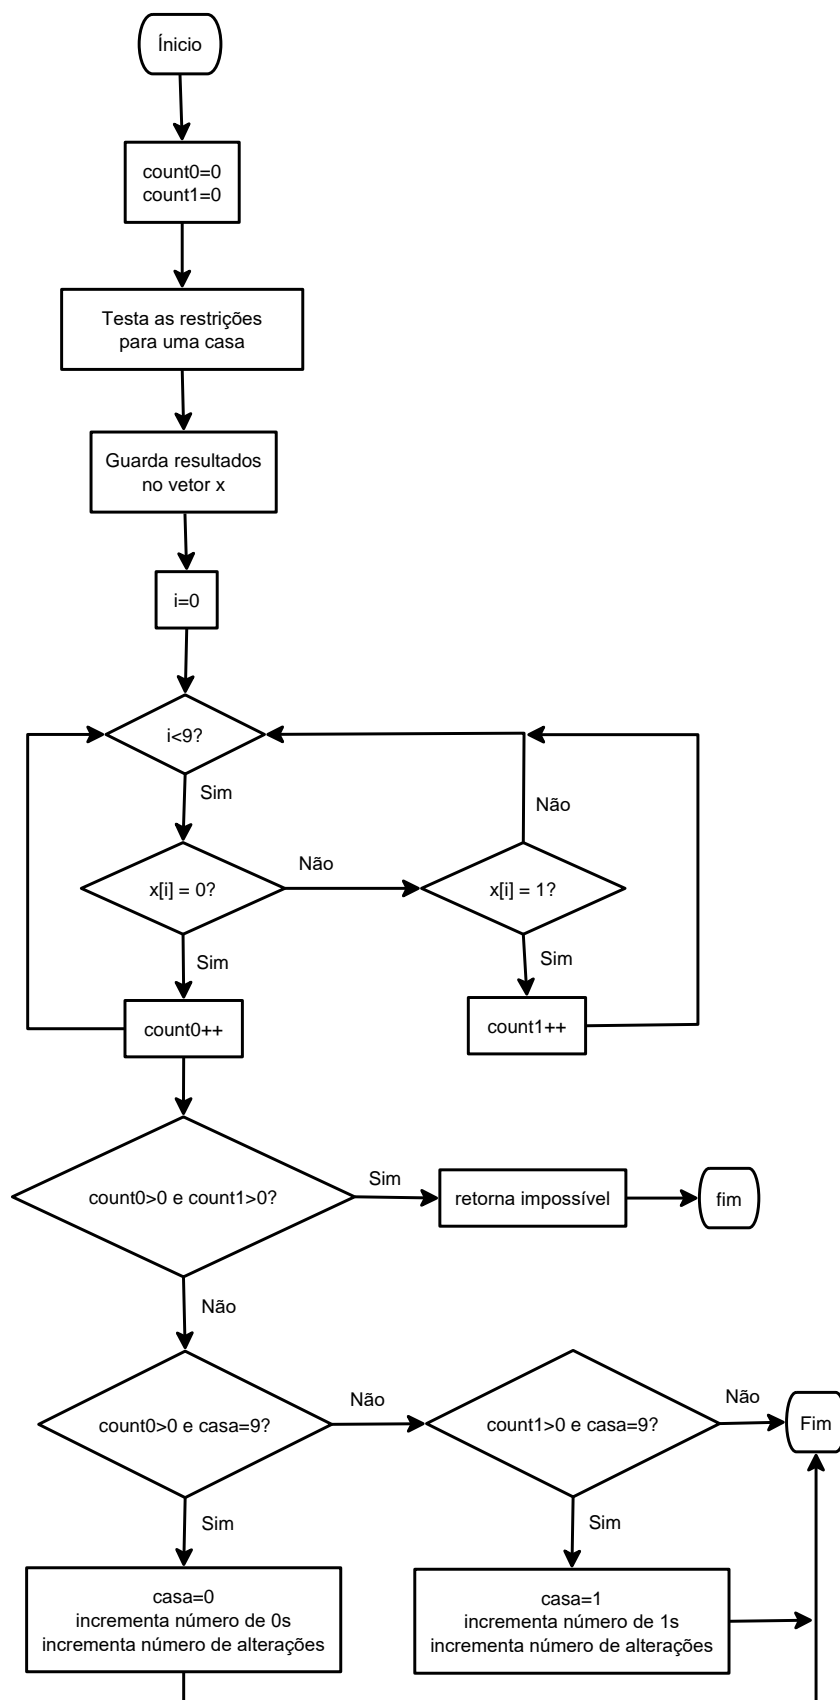 Ínicio
count0=0
count1=0
Testa as restrições
para uma casa
Guarda resultados
no vetor x
i=0
i<9?
Sim
Não
x[i] = 0?
Não
x[i] = 1?
Sim
Sim
count0++
count1++
count0>0 e count1>0?
Sim
retorna impossível
fim
Não
count0>0 e casa=9?
Não
count1>0 e casa=9?
Não
Fim
Sim
Sim
casa=0
incrementa número de 0s
incrementa número de alterações
casa=1
incrementa número de 1s
incrementa número de alterações